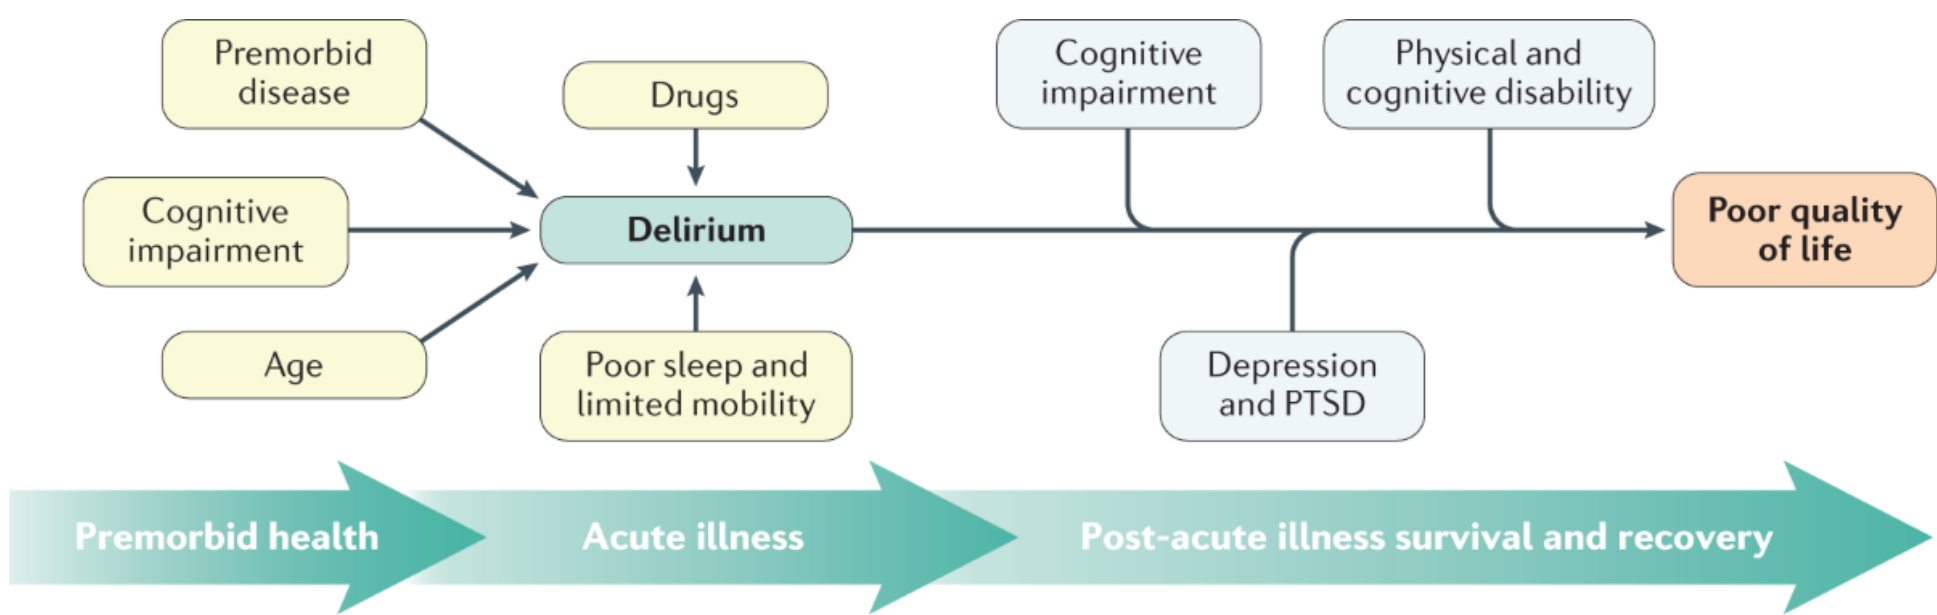 Premorbid
disease
Drugs
Cognitive
impairment
Physical and
cognitive disability
Cognitive
impairment
Delirium
Poor quality
of life
Age
Poor sleep and
limited mobility
Depression
and PTSD
Premorbid health
Acute illness
Post-acute illness survival and recovery